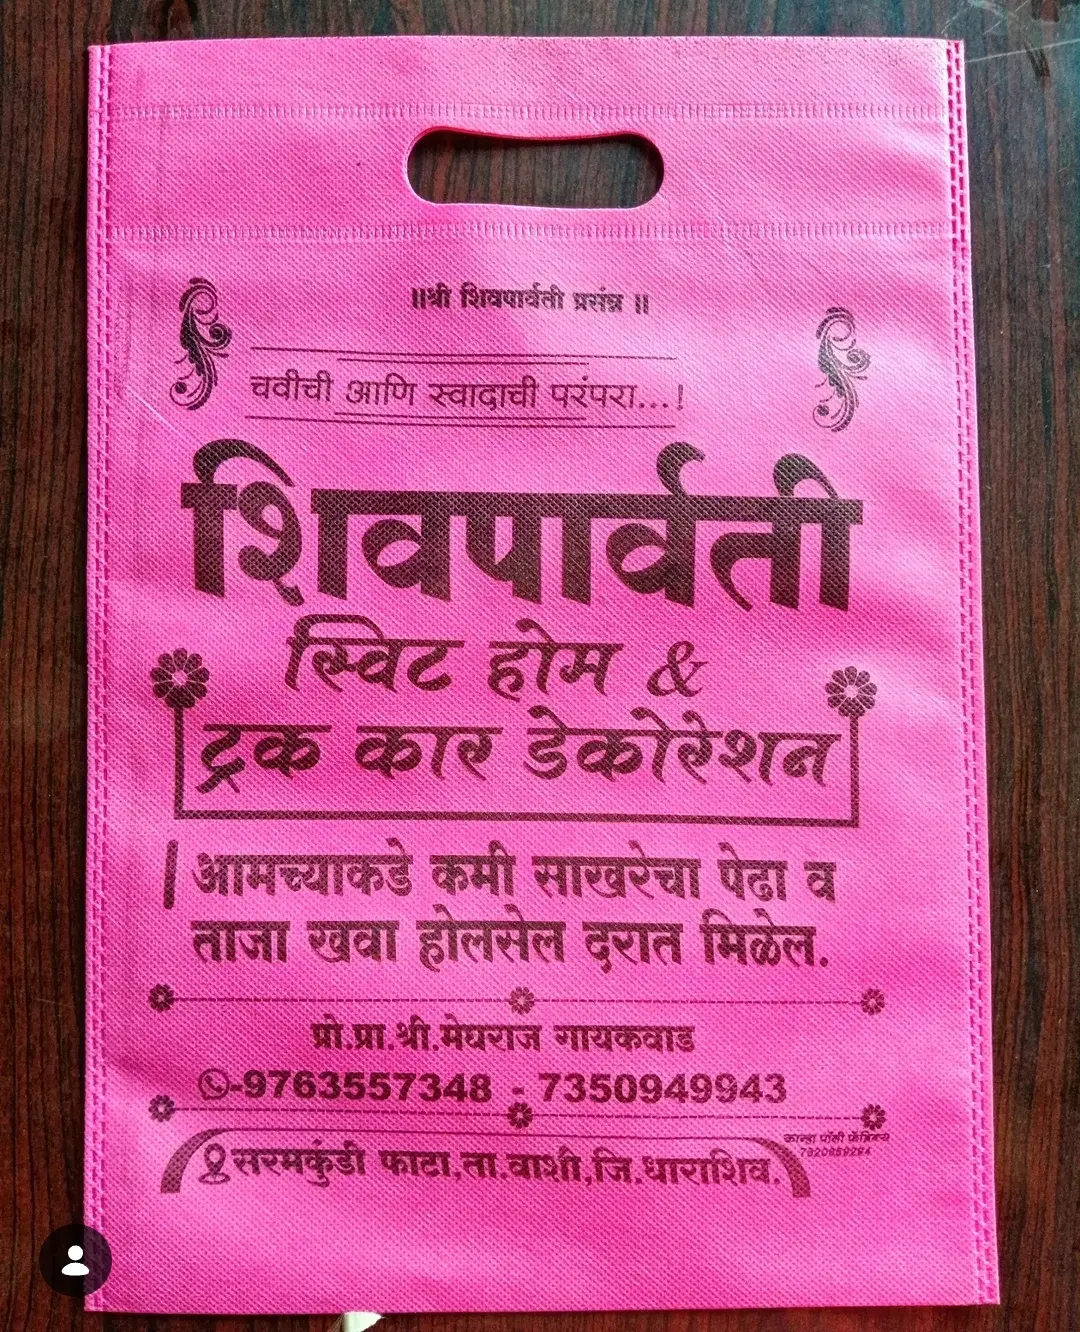 ॥श्री शिवपार्वती प्रसंन्न ॥
चवीची आणि स्वादाची परंपरा...!
शिवपार्वती
स्विट होम &
ट्रक कार डेकोरेशन
आमच्याकडे कमी साखरेचा पेढा व
ताजा खवा होलसेल दरात मिळेल.
प्रो.प्रा.श्री.मेघराज गायकवाड
-9763557348 - 7350949943
कान्हा पॉली फॅब्रिक्स
7820859294
सरमकुंडी फाटा,ता.वाशी,जि.धाराशिव.